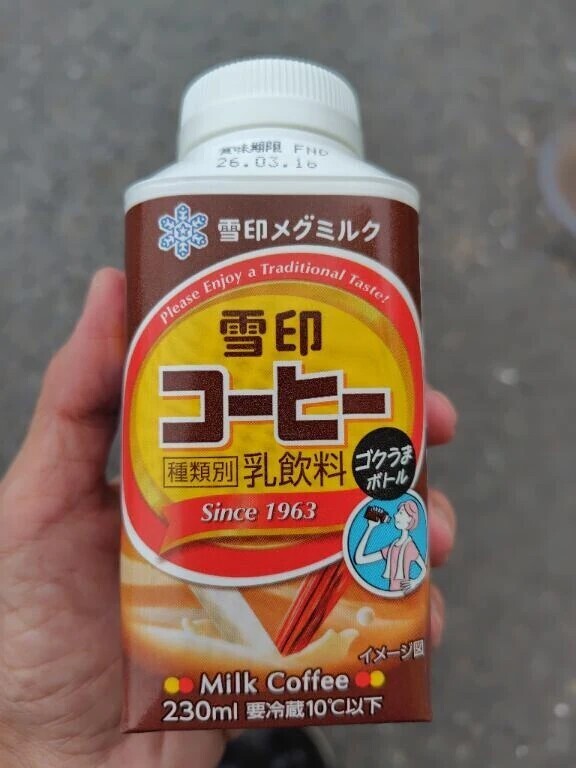 賞味期限 FN6
26.03.16
雪印メグミルク
Please Enjoy a Traditional Taste!
雪印
コーヒー
種類別 乳飲料
Since 1963
ゴクうま
ボトル
イメージ図
Milk Coffee
230ml 要冷蔵10℃以下